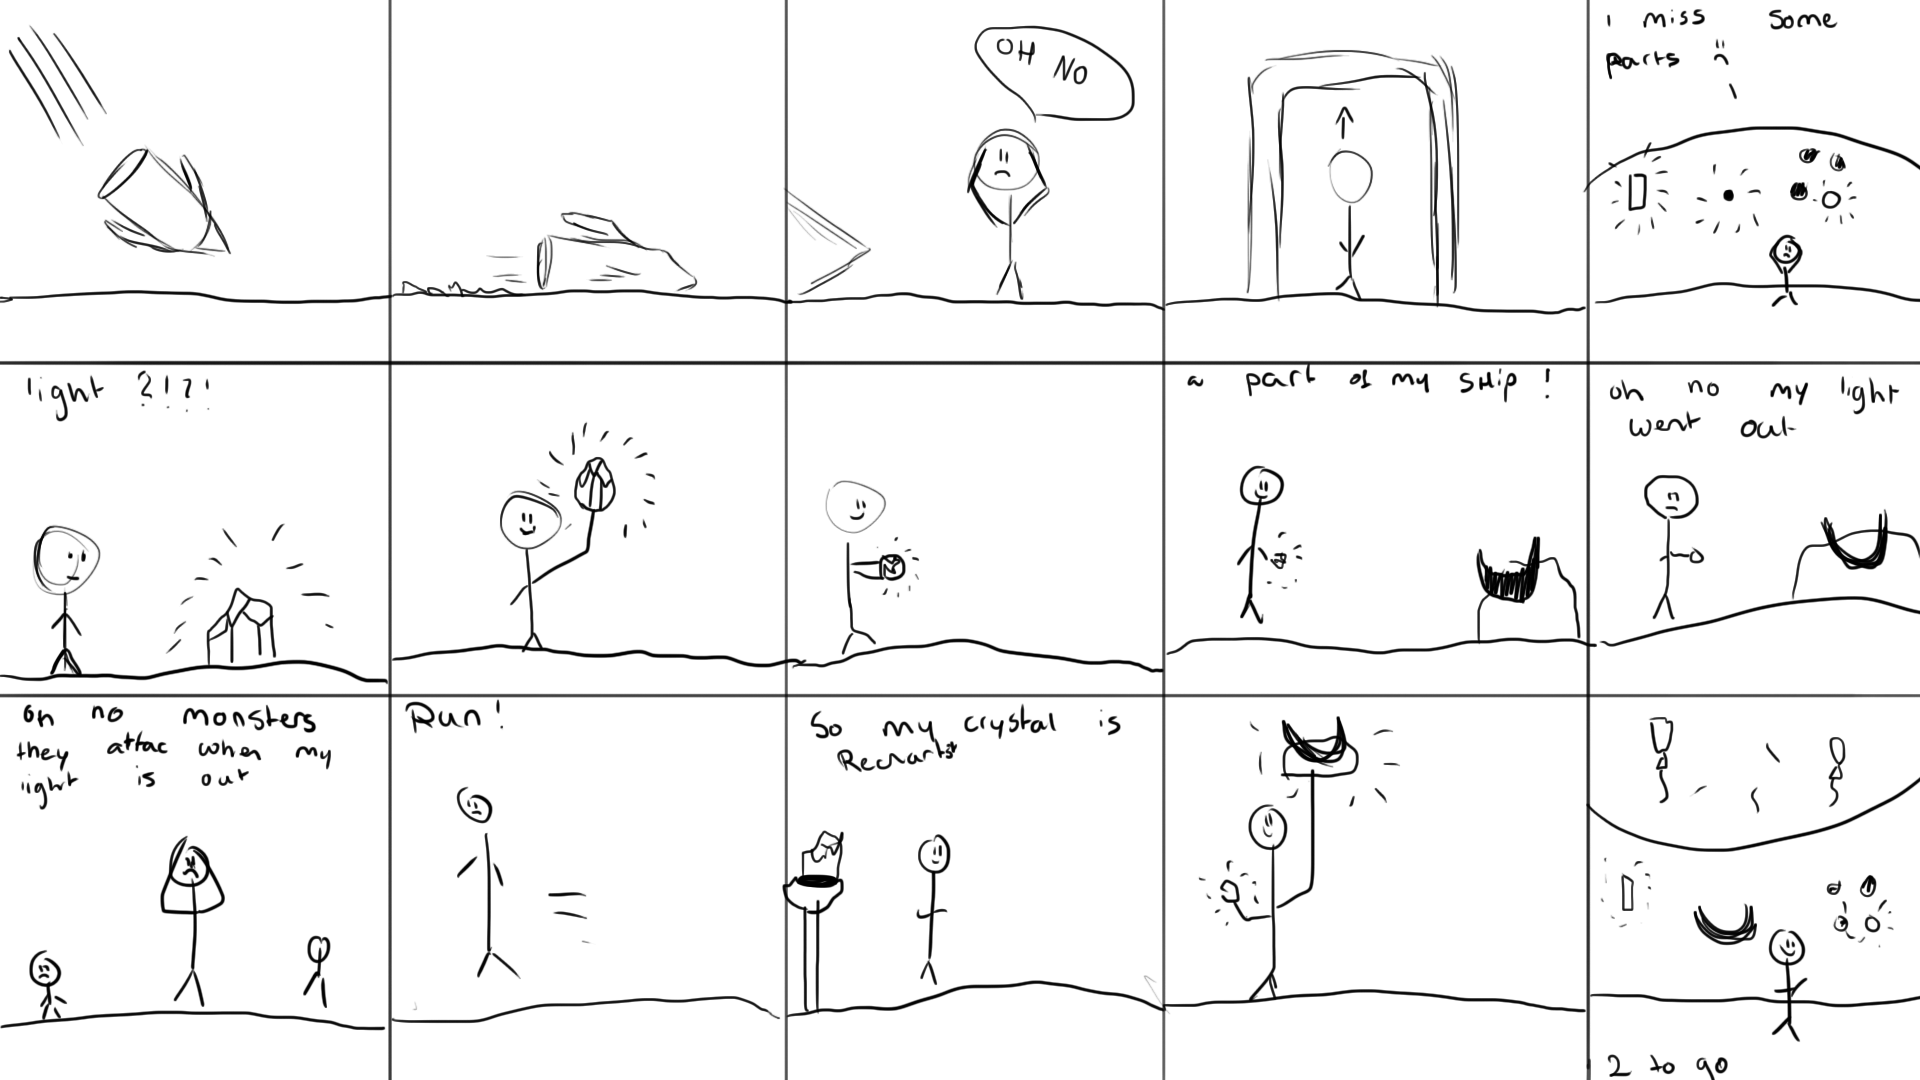 OH NO
i miss some
parts
light ?!?!
a part of my ship !
oh no my light
went out
oh no monsters
they attac when my
light is out
Run!
So my crystal is
2 to go